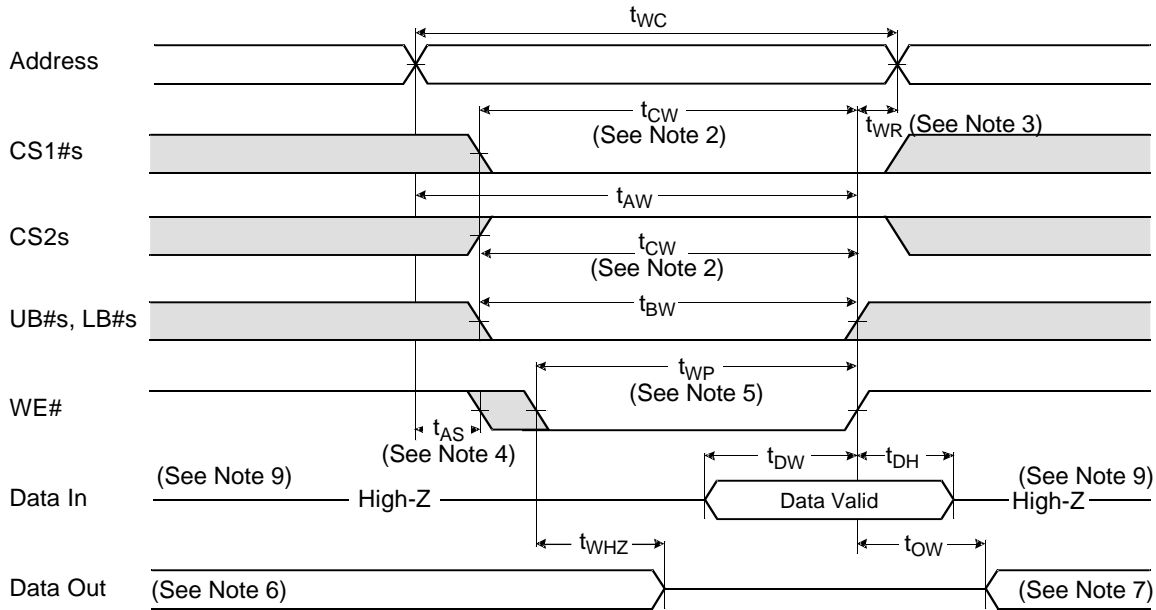 tWC
Address
tCW
(See Note 2)
tWR (See Note 3)
CS1#s
tAW
CS2s
tCW
(See Note 2)
tBW
UB#s, LB#s
tWP
(See Note 5)
WE#
tAS
(See Note 4)
tDW
tDH
(See Note 9)
(See Note 9)
Data In
High-Z
Data Valid
High-Z
tWHZ
tOW
Data Out
(See Note 6)
(See Note 7)